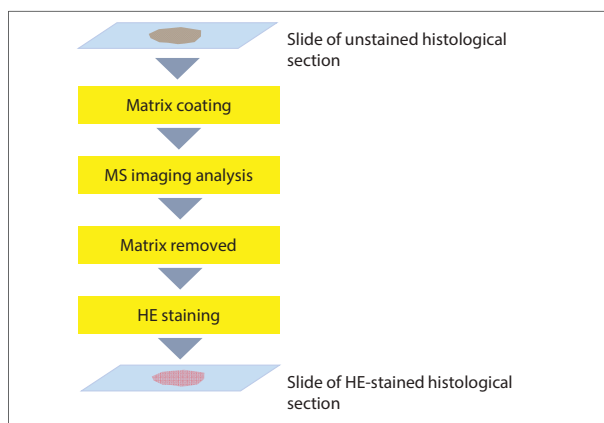 Slide of unstained histological
section
Matrix coating
MS imaging analysis
Matrix removed
HE staining
Slide of HE-stained histological
section